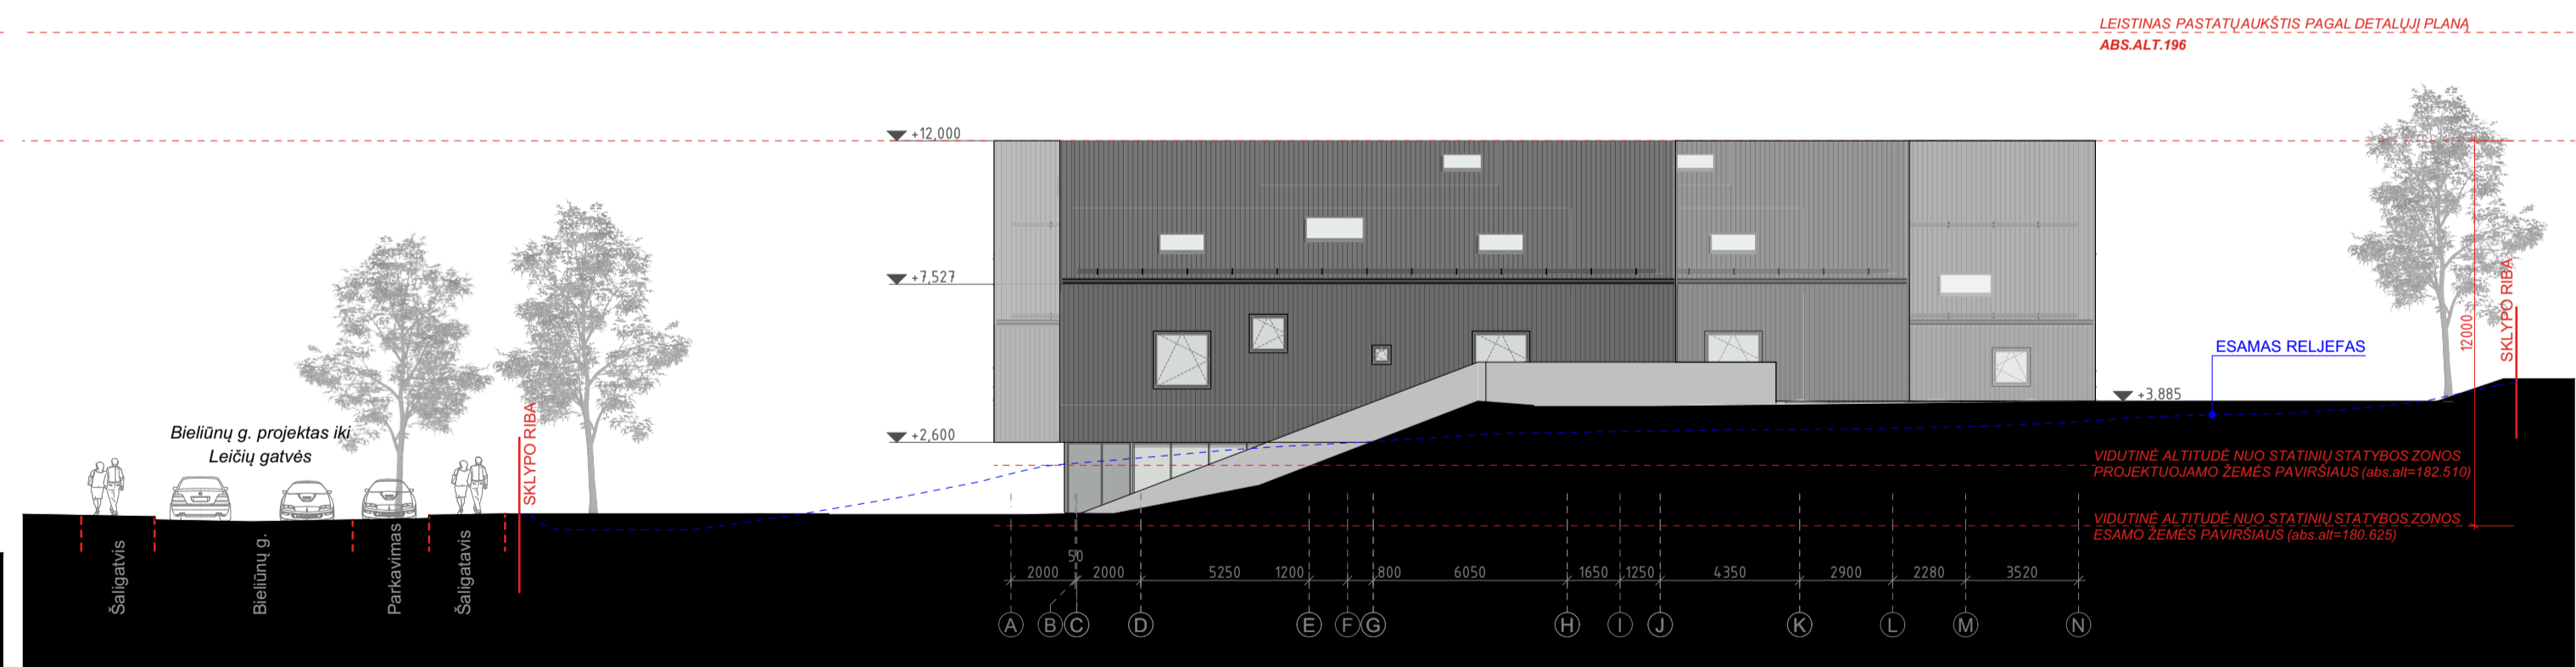 LEISTINAS PASTATŲAUKŠTIS PAGAL DETALŲJĮ PLANĄ
ABS.ALT.196
+12,000
+7,527
+2,600
+3,885
12000
SKLYPO RIBA
ESAMAS RELJEFAS
Bieliūnų g. projektas iki
Leičių gatvės
SKLYPO RIBA
VIDUTINĖ ALTITUDĖ NUO STATINIŲ STATYBOS ZONOS
PROJEKTUOJAMO ŽEMĖS PAVIRŠIAUS (abs.alt=182.510)
VIDUTINĖ ALTITUDĖ NUO STATINIŲ STATYBOS ZONOS
ESAMO ŽEMĖS PAVIRŠIAUS (abs.alt=180.625)
Šaligatvis
Bieliūnų g.
Parkavimas
Šaligatavis
50
2000 2000 5250 1200 800 6050 1650 1250 4350 2900 2280 3520
A B C D E F G H I J K L M N